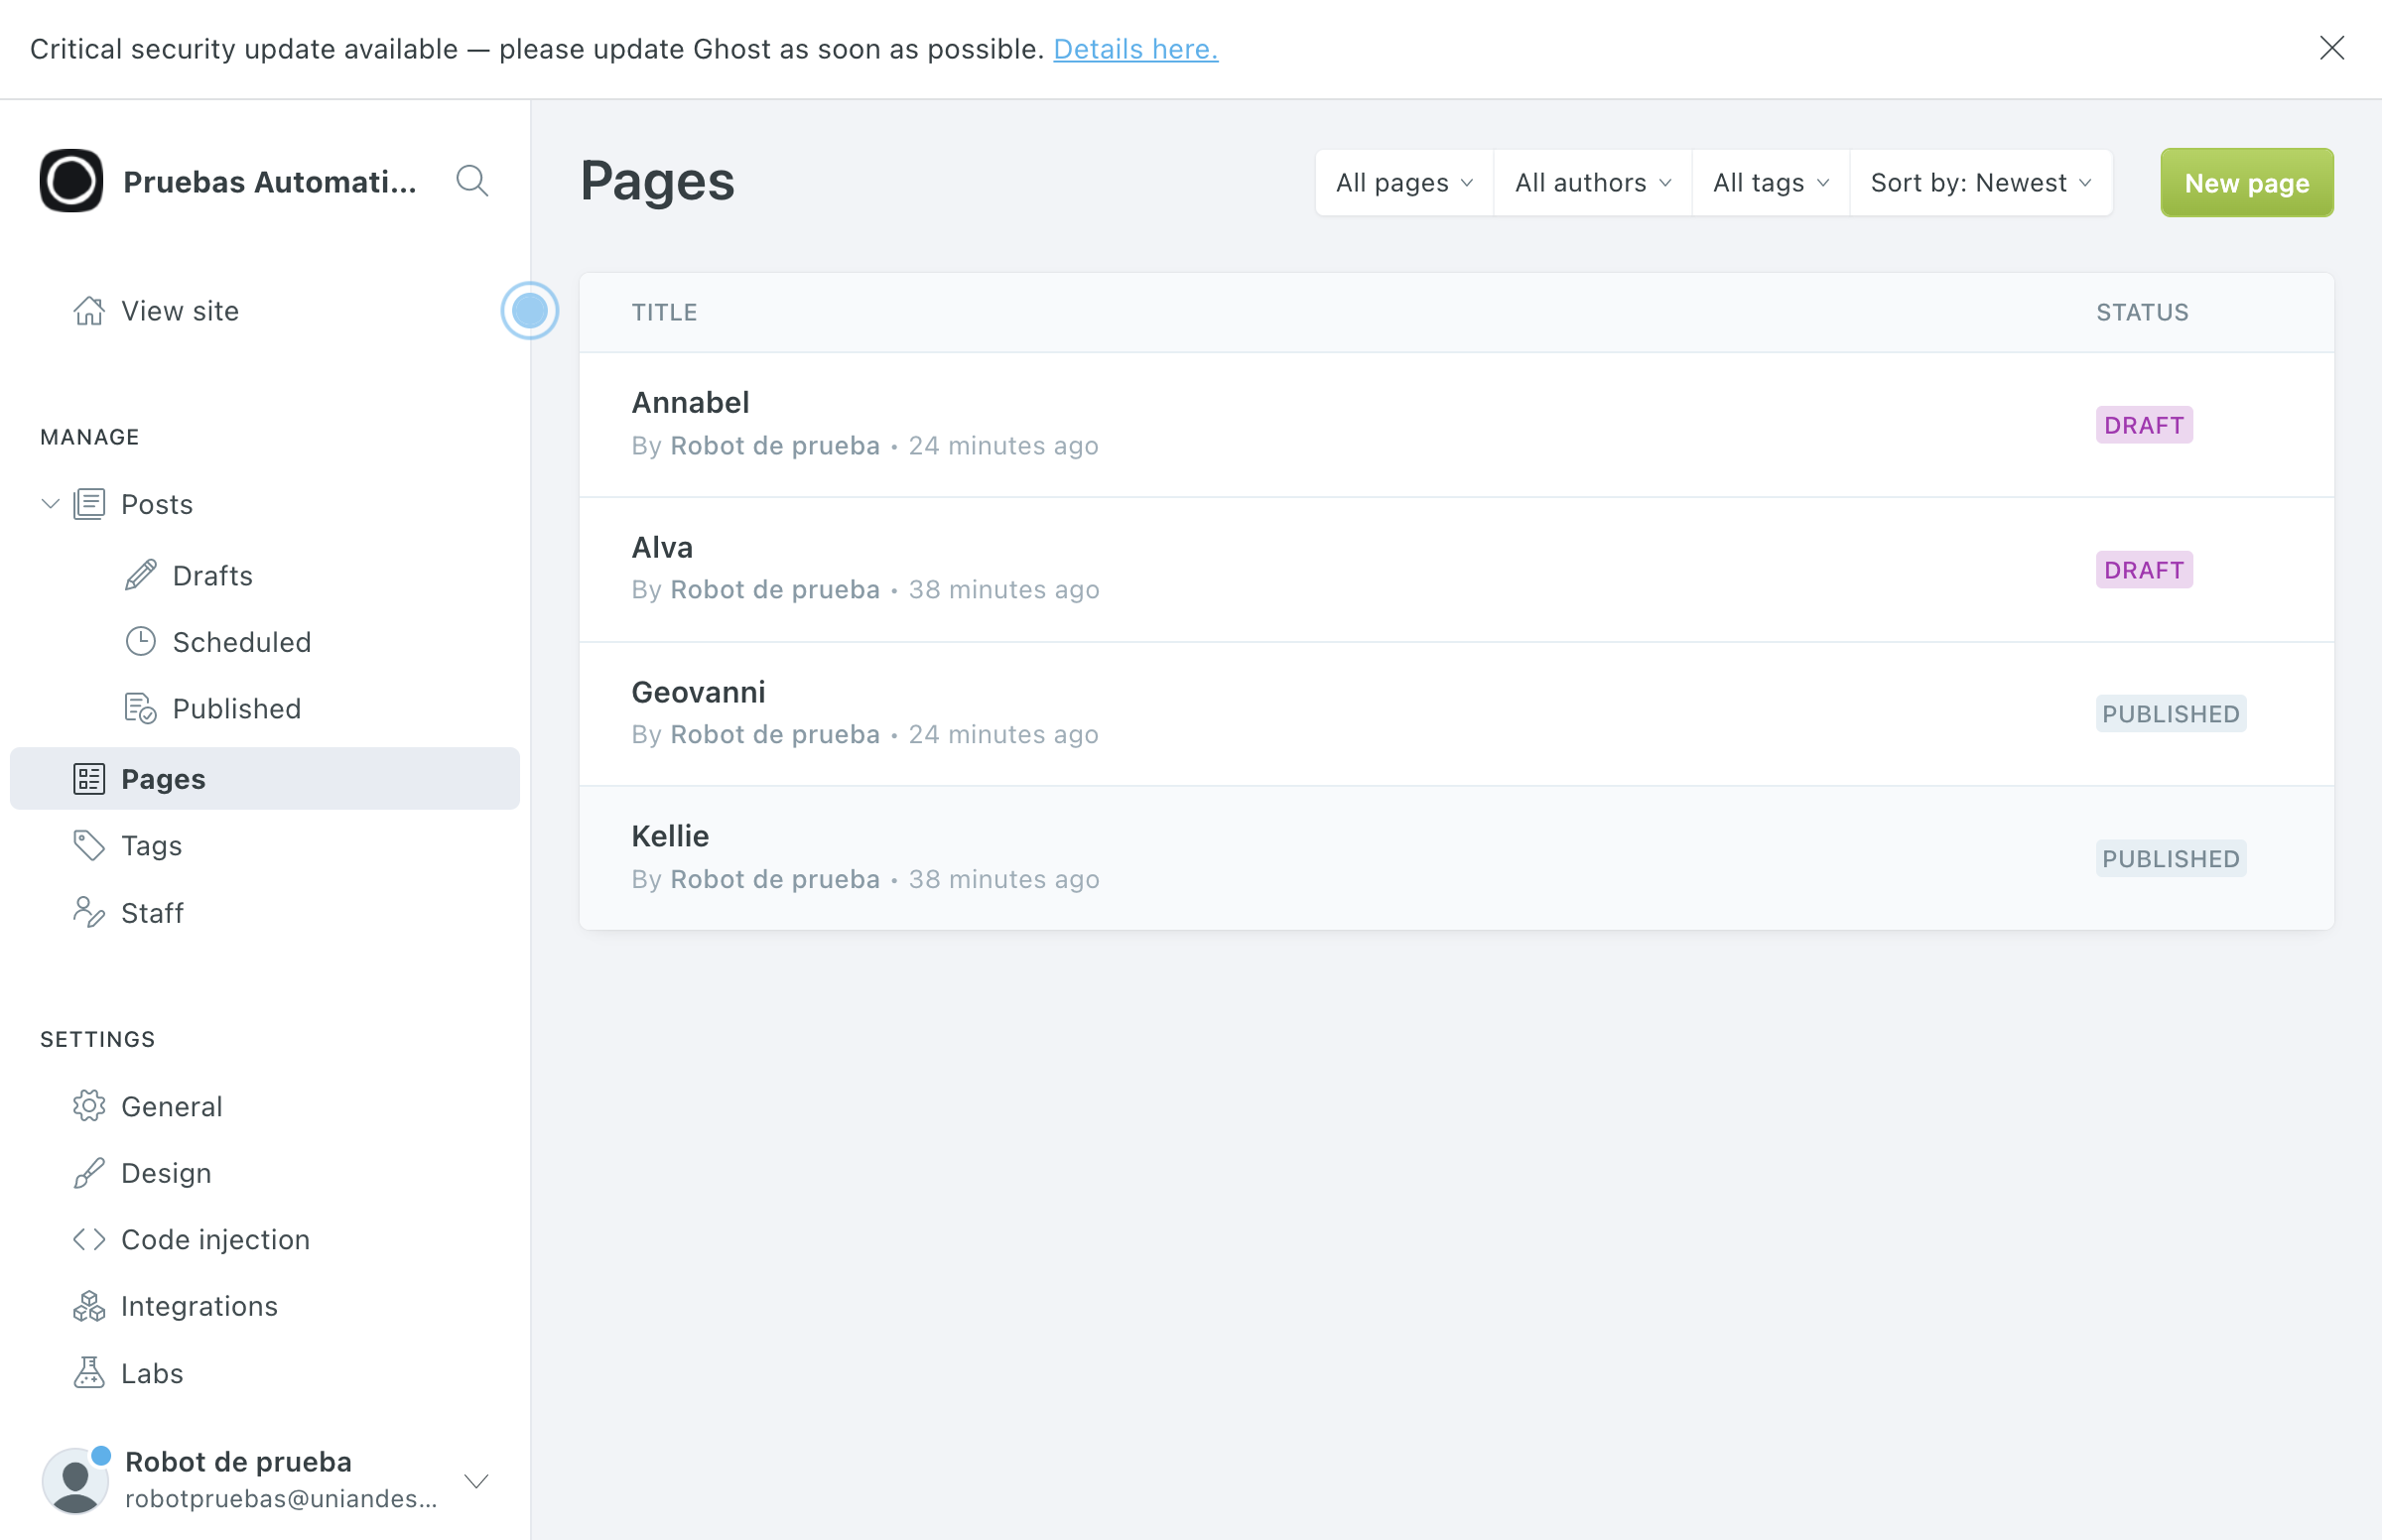 Critical security update available — please update Ghost as soon as possible. Details here.
Pruebas Automati...
View site
MANAGE
Posts
Drafts
Scheduled
Published
Pages
Tags
Staff
SETTINGS
General
Design
Code injection
Integrations
Labs
Robot de prueba
robotpruebas@uniandes...
Pages
All pages All authors All tags Sort by: Newest New page
TITLE STATUS
Annabel
By Robot de prueba • 24 minutes ago
DRAFT
Alva
By Robot de prueba • 38 minutes ago
DRAFT
Geovanni
By Robot de prueba • 24 minutes ago
PUBLISHED
Kellie
By Robot de prueba • 38 minutes ago
PUBLISHED